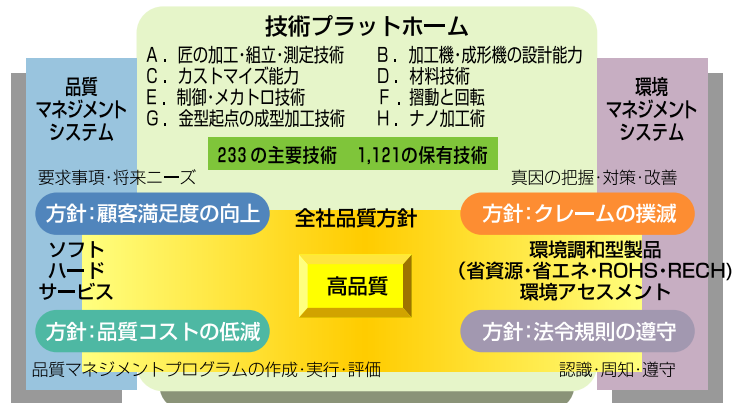 技術プラットホーム
A．匠の加工・組立・測定技術
B．加工機・成形機の設計能力
C．カストマイズ能力
D．材料技術
E．制御・メカトロ技術
F．摺動と回転
G．金型起点の成型加工技術
H．ナノ加工術
233の主要技術　1,121の保有技術
品質
マネジメント
システム
環境
マネジメント
システム
要求事項・将来ニーズ
方針：顧客満足度の向上
真因の把握・対策・改善
方針：クレームの撲滅
全社品質方針
高品質
ソフト
ハード
サービス
環境調和型製品
（省資源・省エネ・ROHS・RECH）
環境アセスメント
方針：品質コストの低減
品質マネジメントプログラムの作成・実行・評価
方針：法令規則の遵守
認識・周知・遵守